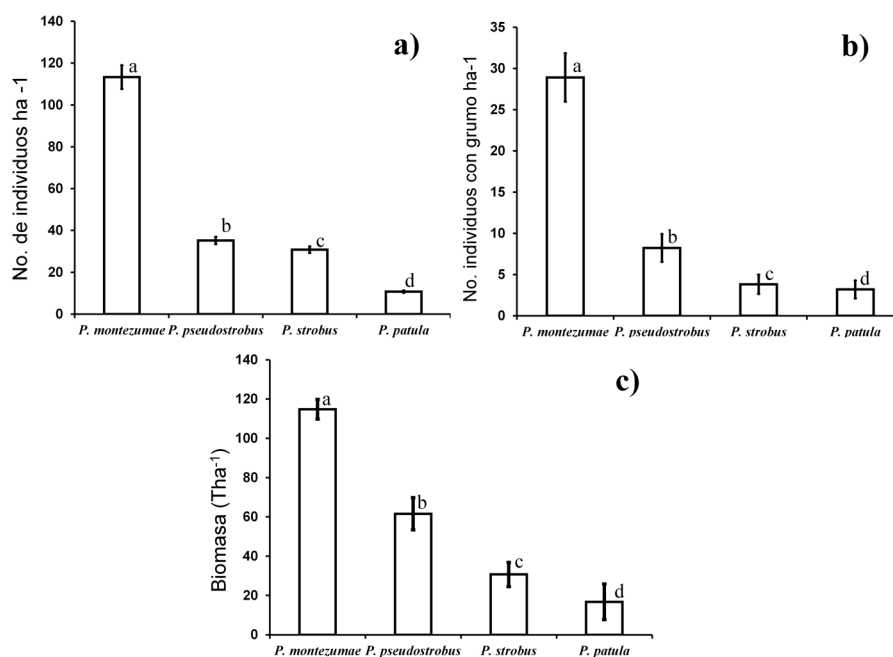 a)
No. de individuos ha -1
140
120
100
80
60
40
20
0
a
b
c
d
P. montezumae P. pseudostrobus P. strobus P. patula
b)
No. individuos con grumo ha-1
35
30
25
20
15
10
5
0
a
b
c
d
P. montezumae P. pseudostrobus P. strobus P. patula
c)
Biomasa (Tha-1)
140
120
100
80
60
40
20
0
a
b
c
d
P. montezumae P. pseudostrobus P. strobus P. patula